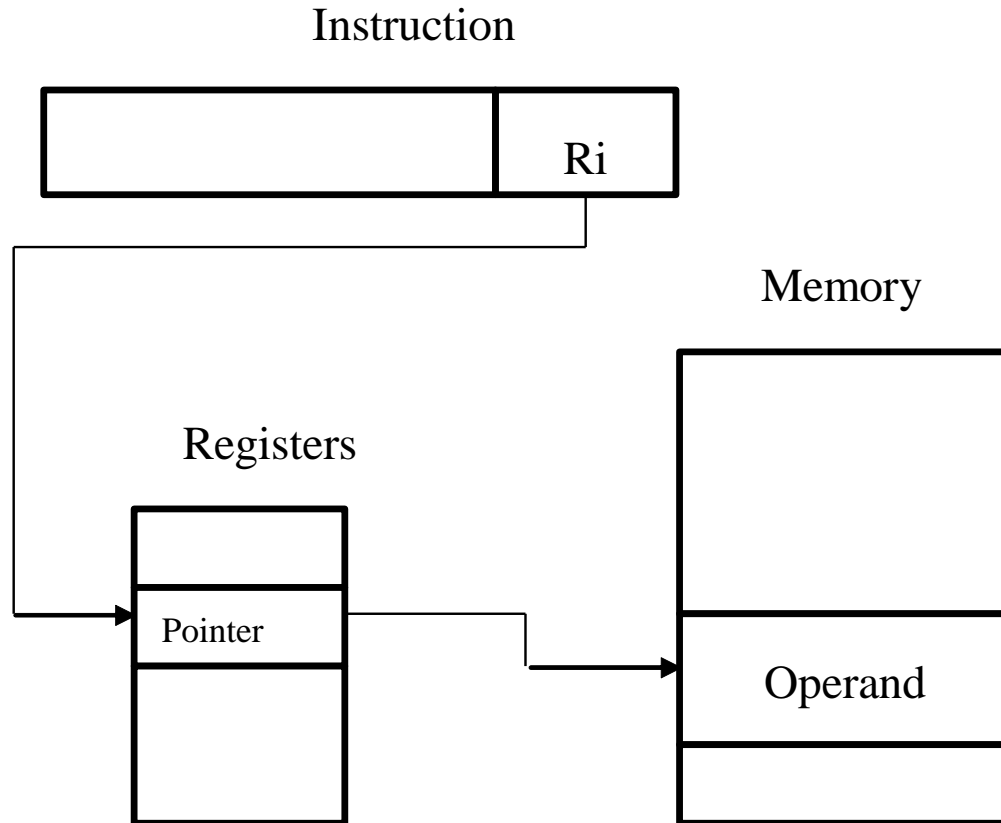 Instruction
Ri
Memory
Registers
Pointer
Operand